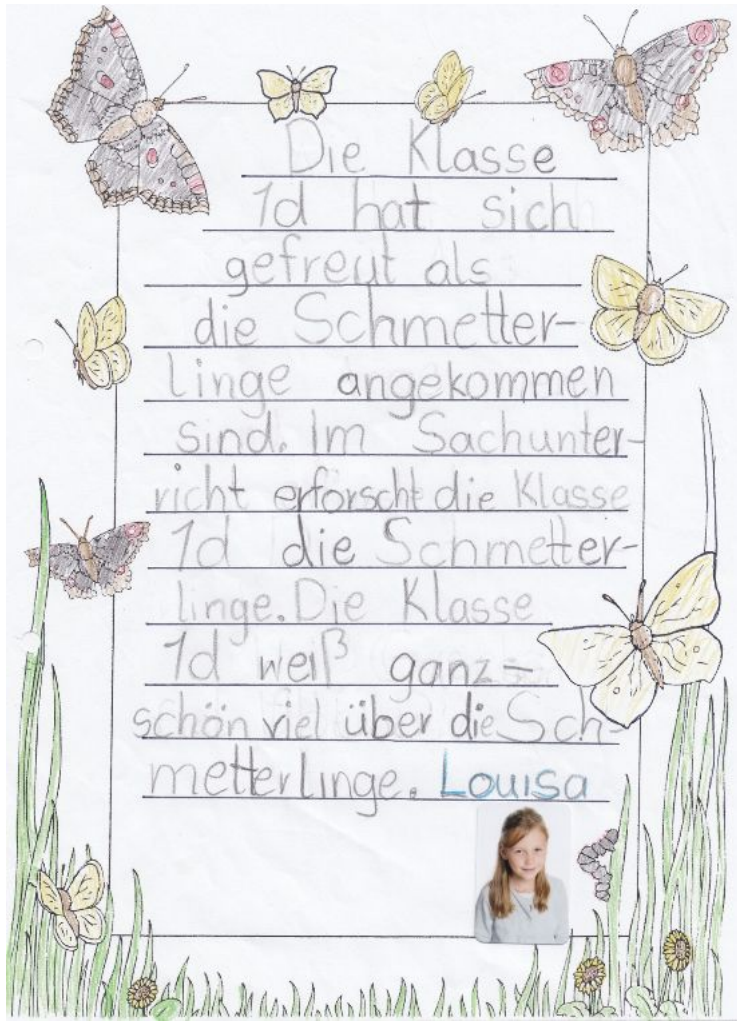 Die Klasse
1d hat sich
gefreut als
die Schmetter-
linge angekommen
sind. Im Sachunter-
richt erforscht die Klasse
1d die Schmetter-
linge. Die Klasse
1d weiß ganz-
schön viel über die Sch-
metterlinge. Louisa